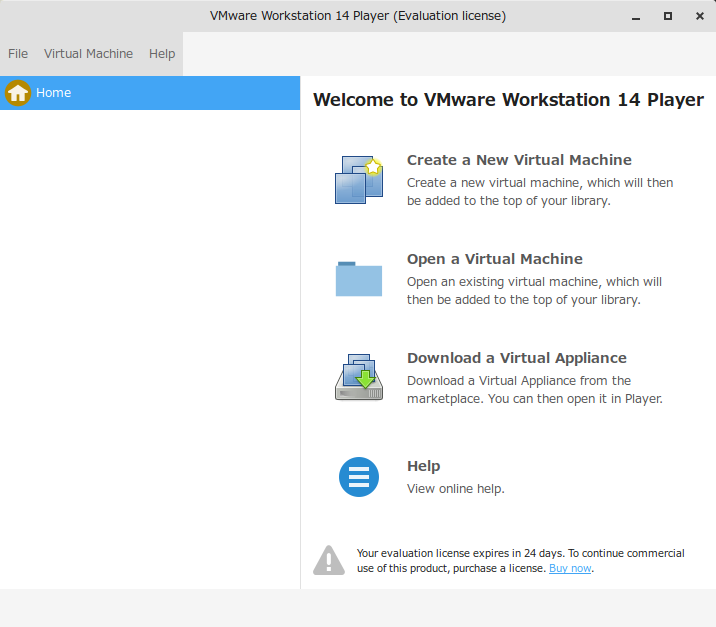 VMware Workstation 14 Player (Evaluation license)
File Virtual Machine Help
Home
Welcome to VMware Workstation 14 Player
Create a New Virtual Machine
Create a new virtual machine, which will then
be added to the top of your library.
Open a Virtual Machine
Open an existing virtual machine, which will
then be added to the top of your library.
Download a Virtual Appliance
Download a Virtual Appliance from the
marketplace. You can then open it in Player.
Help
View online help.
Your evaluation license expires in 24 days. To continue commercial
use of this product, purchase a license. Buy now.